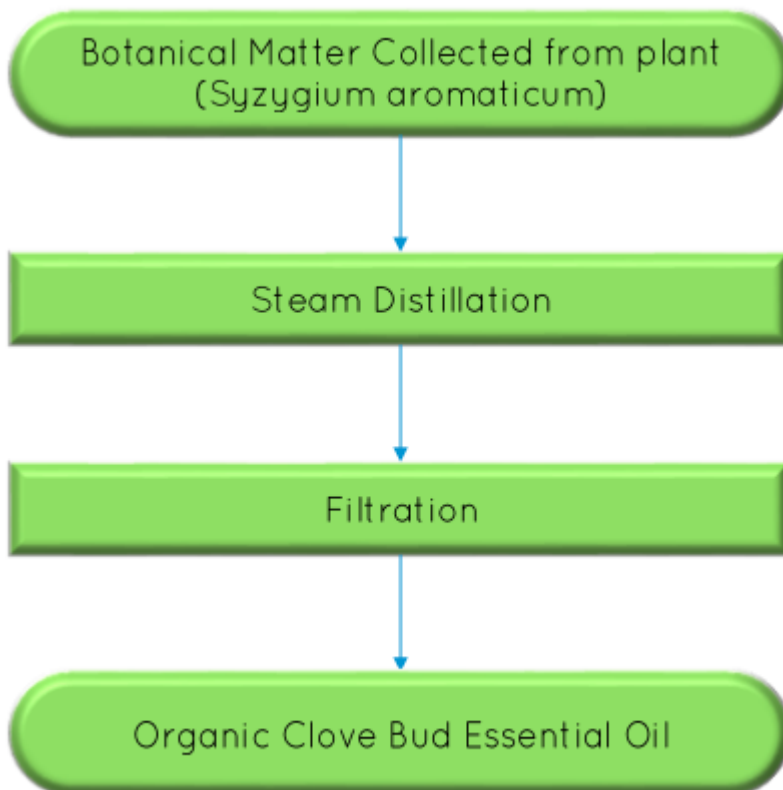 Botanical Matter Collected from plant
(Syzygium aromaticum)
Steam Distillation
Filtration
Organic Clove Bud Essential Oil